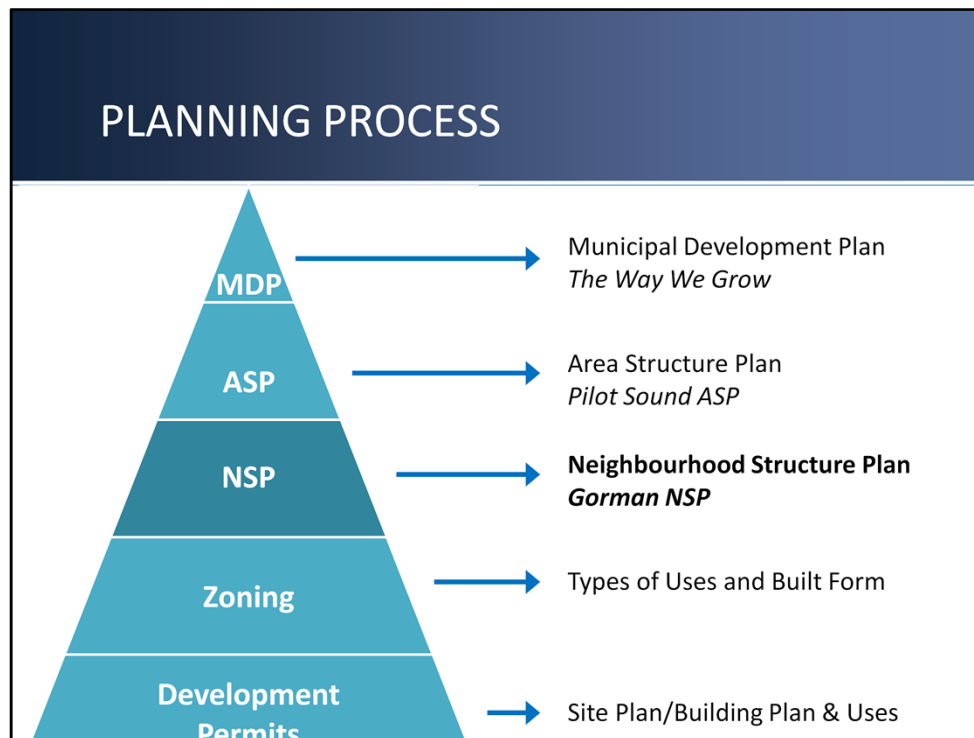 PLANNING PROCESS
MDP
Municipal Development Plan
The Way We Grow
ASP
Area Structure Plan
Pilot Sound ASP
NSP
Neighbourhood Structure Plan
Gorman NSP
Zoning
Types of Uses and Built Form
Development
Permits
Site Plan/Building Plan & Uses